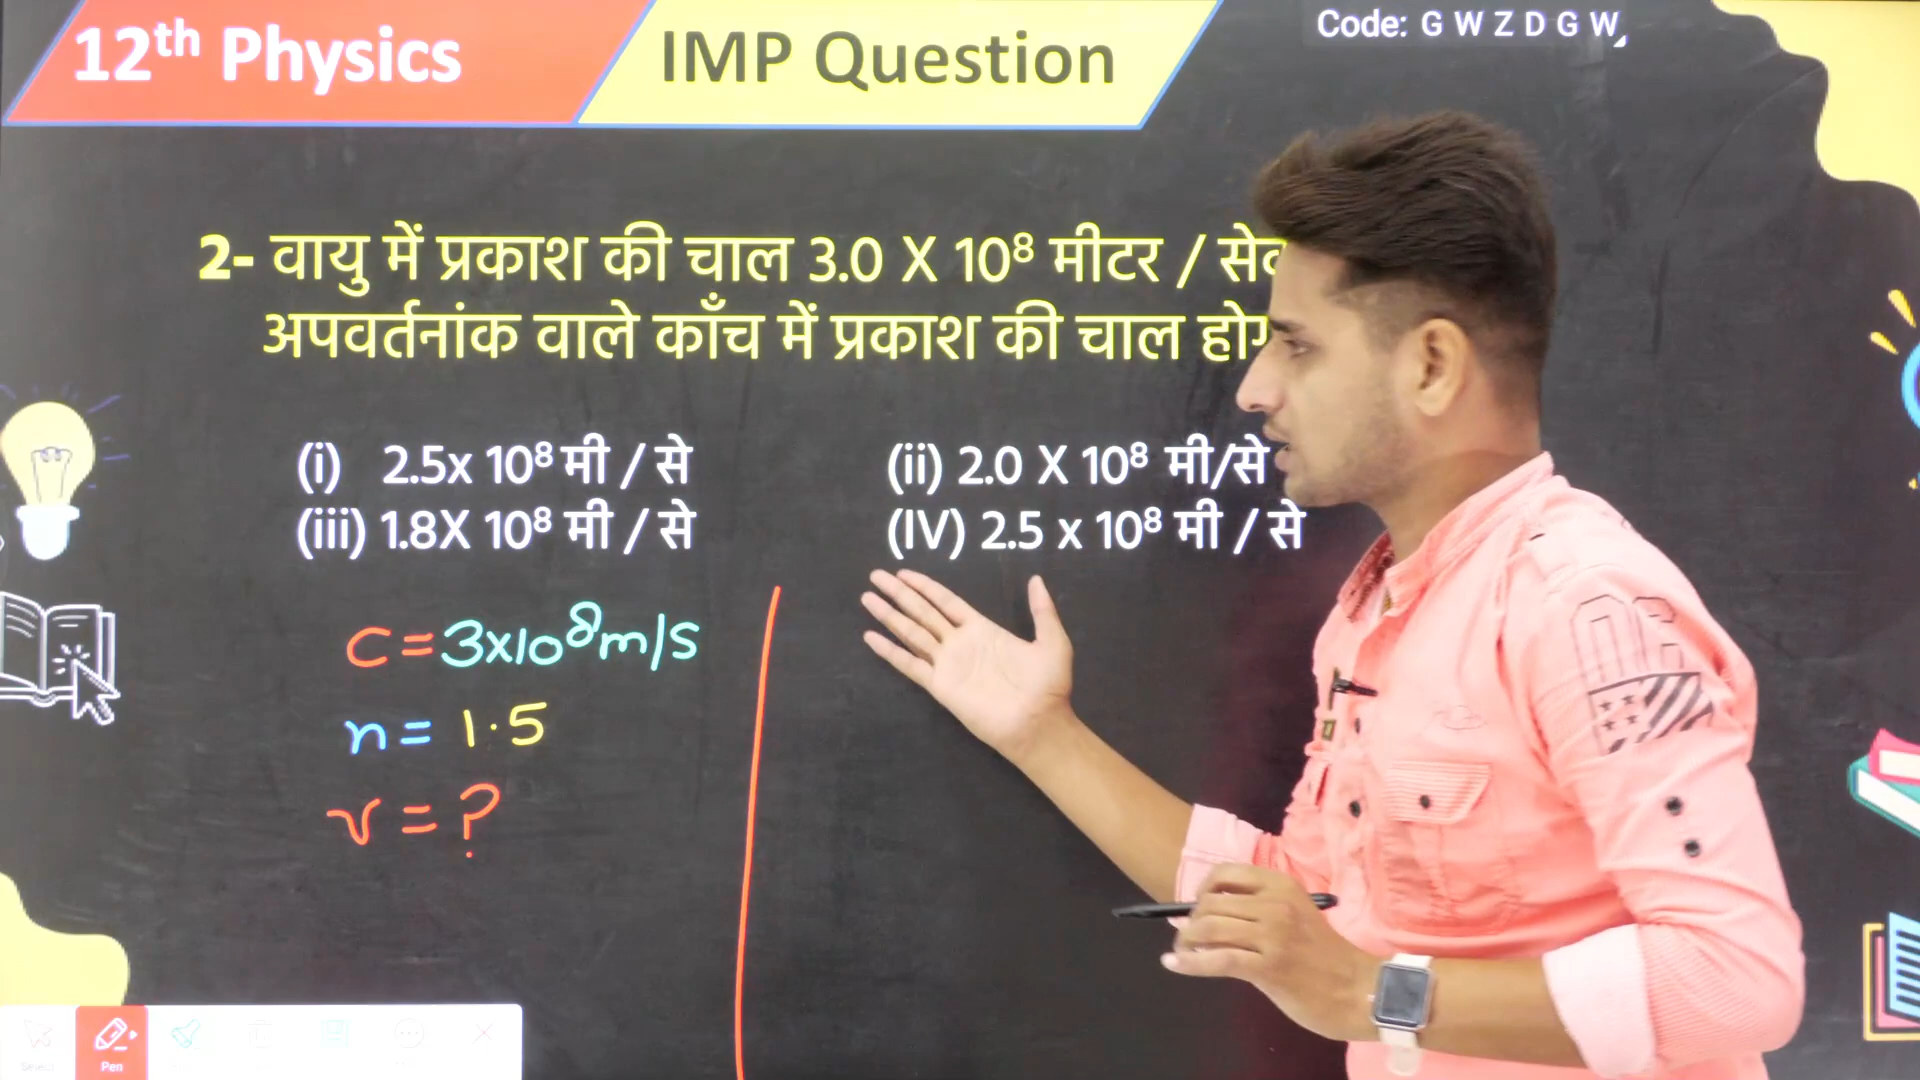 12th Physics
IMP Question
Code: G W Z D G W
2- वायु में प्रकाश की चाल 3.0 X 10⁸ मीटर /
अपवर्तनांक वाले काँच में प्रकाश की चाल
(i) 2.5x 10⁸ मी / से
(ii) 2.0 X 10⁸ मी/से
(iii) 1.8X 10⁸ मी / से
(IV) 2.5 x 10⁸ मी / से
c = 3x10⁸m/s
n = 1.5
v = ?
Select
Pen